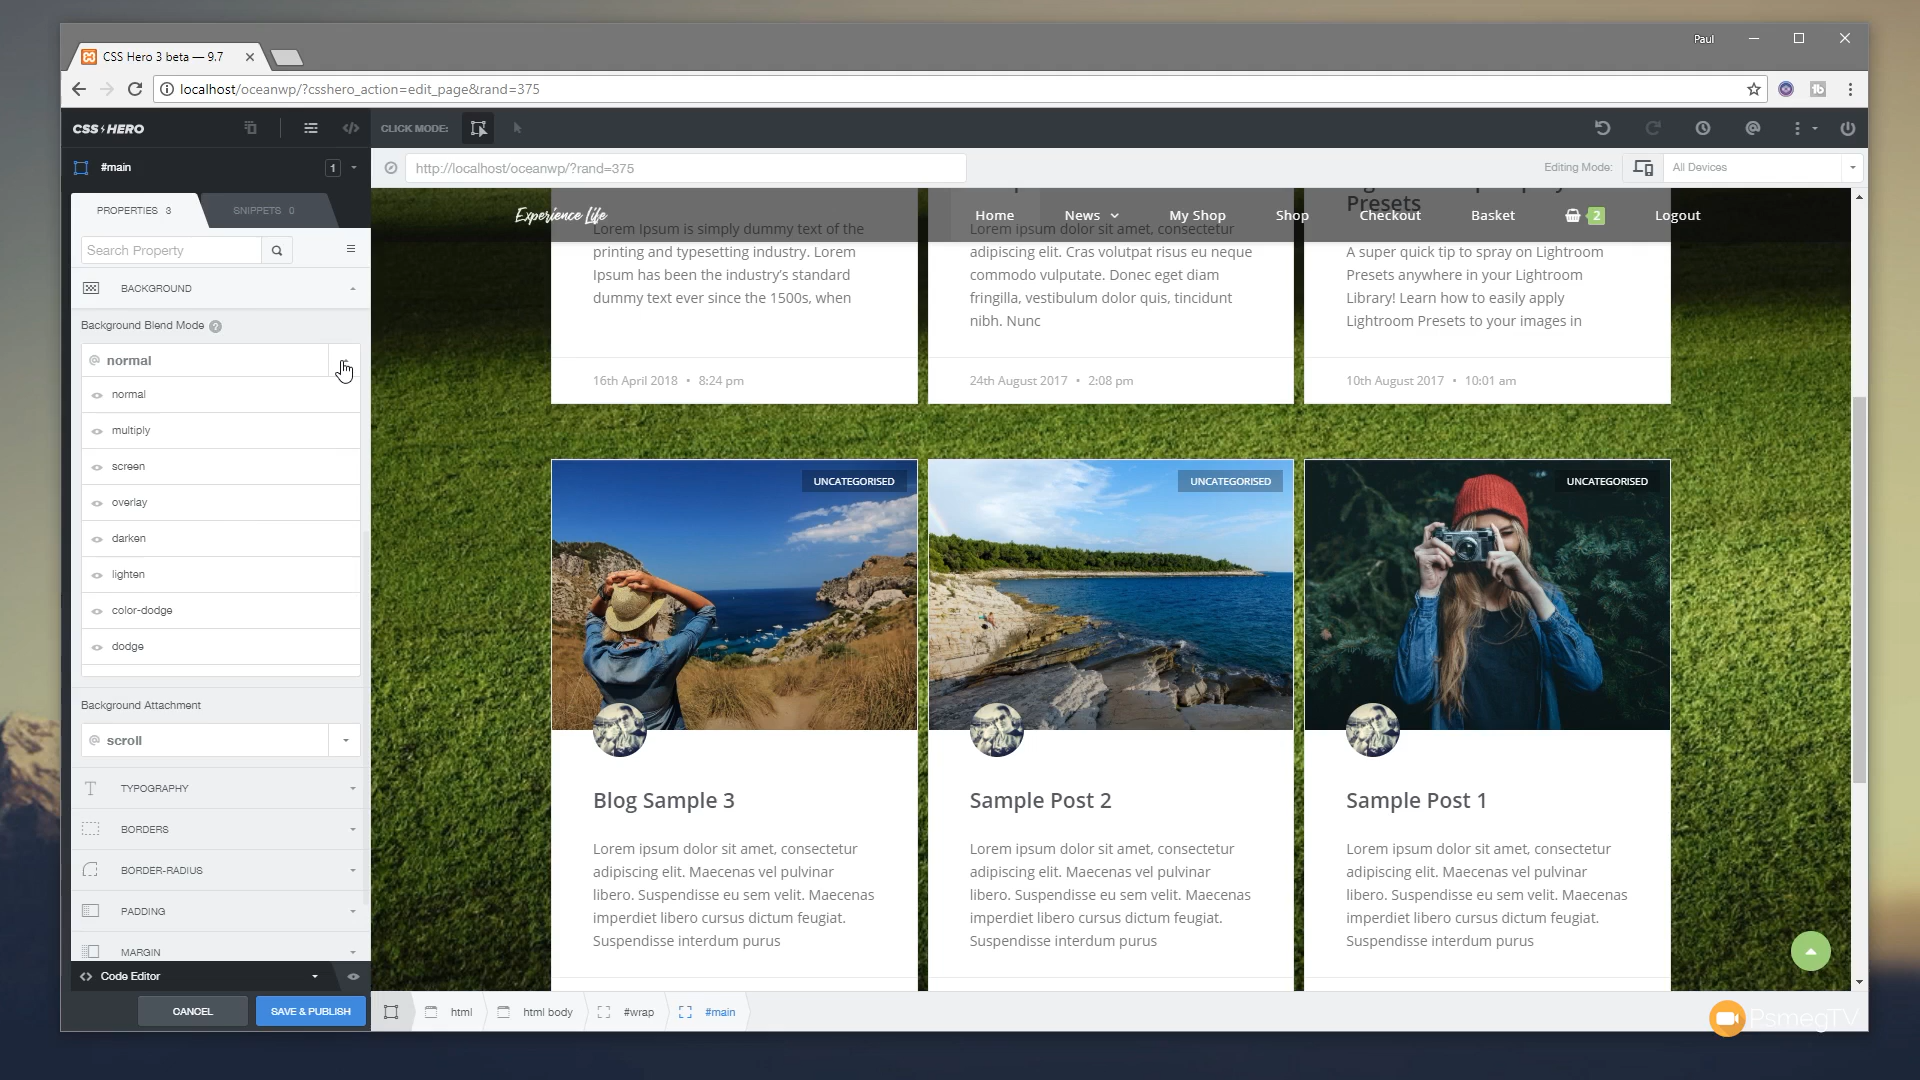 Paul
CSS Hero 3 beta — 9.7
localhost/oceanwp/?csshero_action=edit_page&rand=375
CSS HERO
CLICK MODE:
#main
1
http://localhost/oceanwp/?rand=375
Editing Mode:
All Devices
PROPERTIES 3
SNIPPETS 0
Search Property
BACKGROUND
Background Blend Mode ?
@ normal
normal
multiply
screen
overlay
darken
lighten
color-dodge
dodge
Background Attachment
@ scroll
TYPOGRAPHY
BORDERS
BORDER-RADIUS
PADDING
MARGIN
<> Code Editor
CANCEL
SAVE & PUBLISH
Experience Life
Home
News
My Shop
Shop
Checkout
Basket
2
Logout
Lorem Ipsum is simply dummy text of the
printing and typesetting industry. Lorem
Ipsum has been the industry's standard
dummy text ever since the 1500s, when
16th April 2018 • 8:24 pm
Lorem ipsum dolor sit amet, consectetur
adipiscing elit. Cras volutpat risus eu neque
commodo vulputate. Donec eget diam
fringilla, vestibulum dolor quis, tincidunt
nibh. Nunc
24th August 2017 • 2:08 pm
Presets
A super quick tip to spray on Lightroom
Presets anywhere in your Lightroom
Library! Learn how to easily apply
Lightroom Presets to your images in
10th August 2017 • 10:01 am
UNCATEGORISED
Blog Sample 3
Lorem ipsum dolor sit amet, consectetur
adipiscing elit. Maecenas vel pulvinar
libero. Suspendisse eu sem velit. Maecenas
imperdiet libero cursus dictum feugiat.
Suspendisse interdum purus
UNCATEGORISED
Sample Post 2
Lorem ipsum dolor sit amet, consectetur
adipiscing elit. Maecenas vel pulvinar
libero. Suspendisse eu sem velit. Maecenas
imperdiet libero cursus dictum feugiat.
Suspendisse interdum purus
UNCATEGORISED
Sample Post 1
Lorem ipsum dolor sit amet, consectetur
adipiscing elit. Maecenas vel pulvinar
libero. Suspendisse eu sem velit. Maecenas
imperdiet libero cursus dictum feugiat.
Suspendisse interdum purus
html
html body
#wrap
#main
PsmegTV